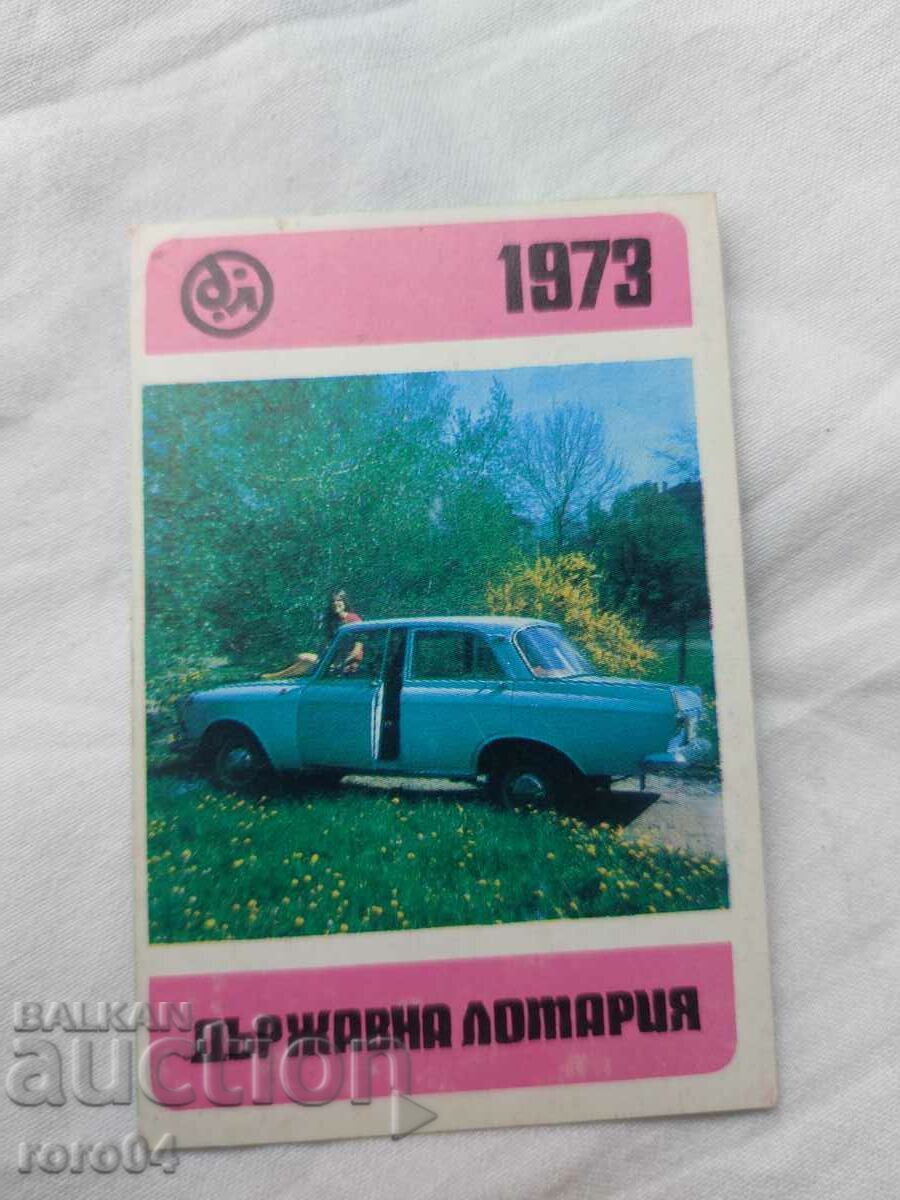 1973
ДЪРЖАВНА ЛОТАРИЯ
BALKAN
auction
roro04